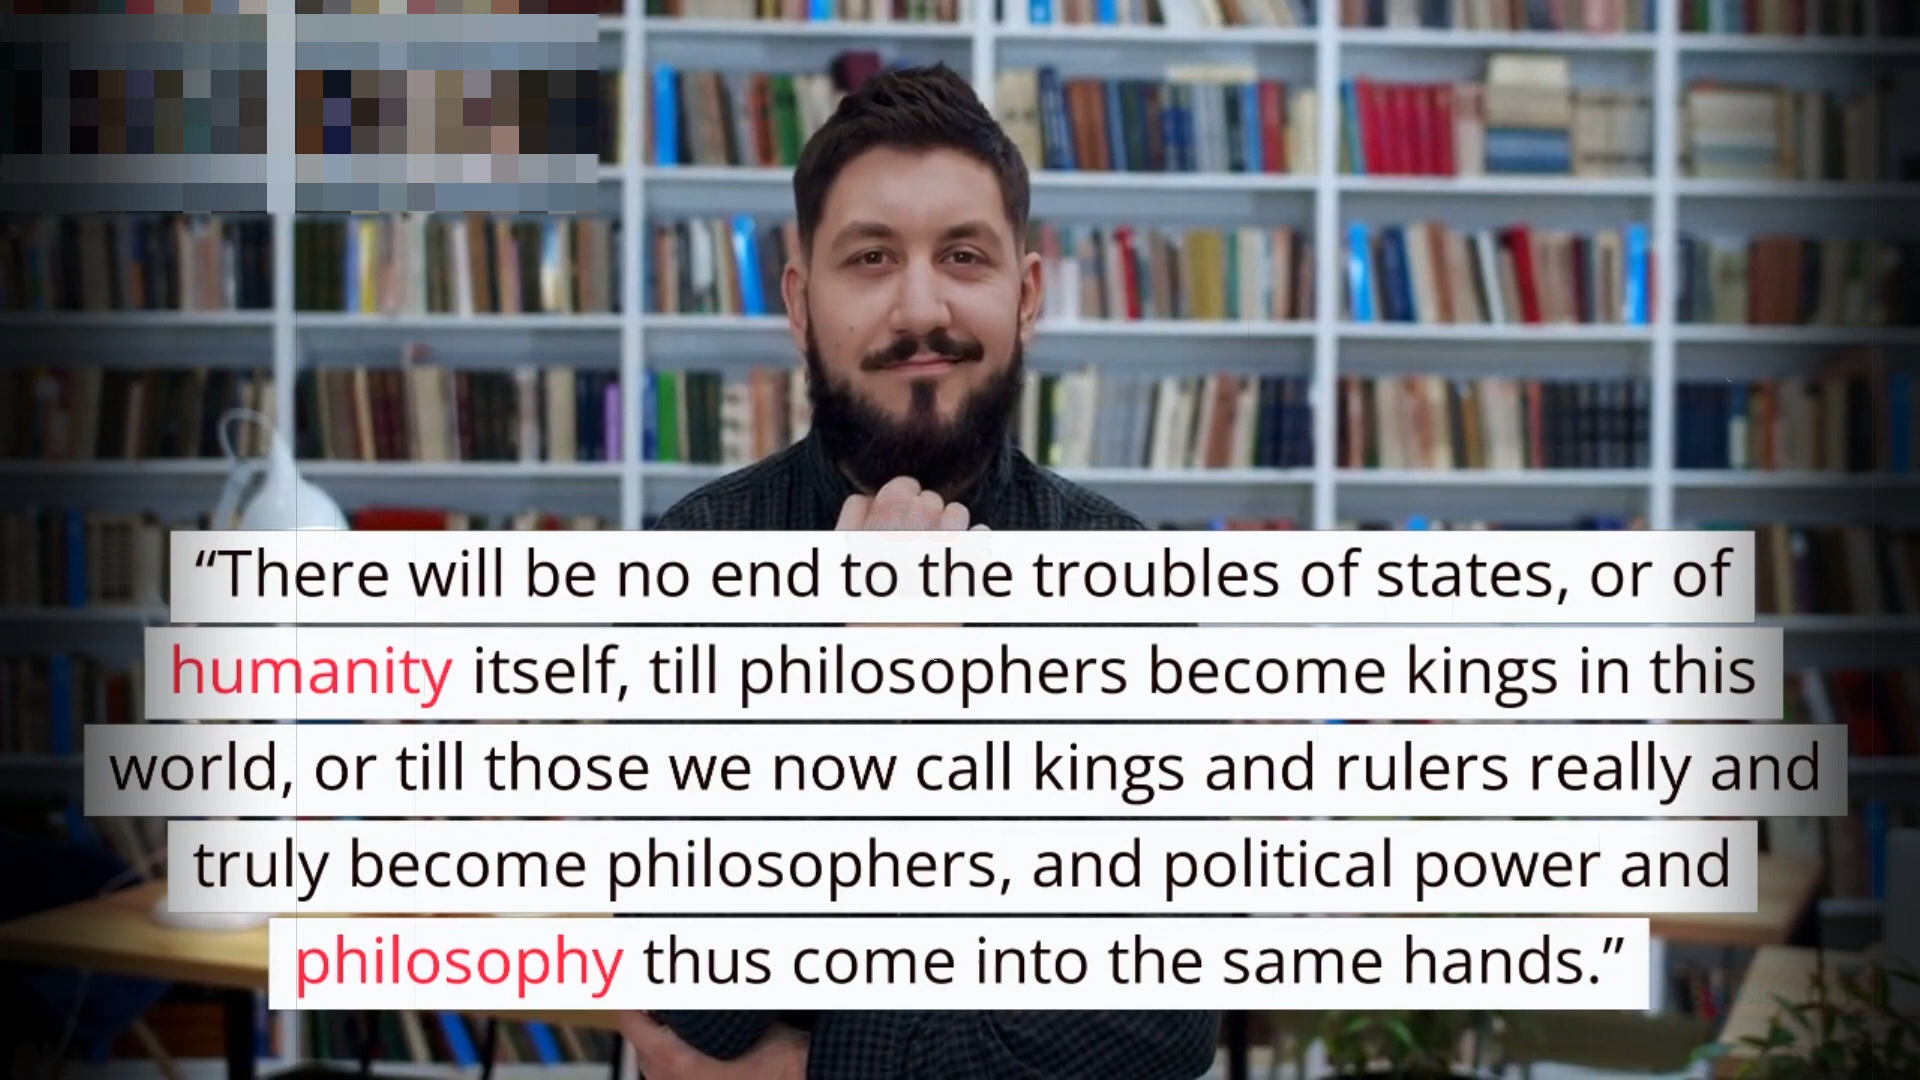 “There will be no end to the troubles of states, or of
humanity itself, till philosophers become kings in this
world, or till those we now call kings and rulers really and
truly become philosophers, and political power and
philosophy thus come into the same hands.”